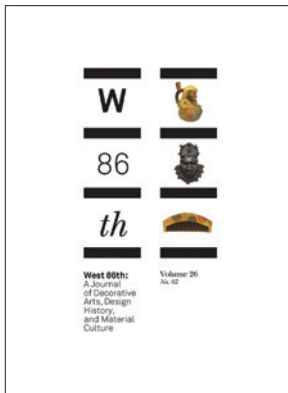 W
86
th
West 86th:
A Journal
of Decorative
Arts, Design
History,
and Material
Culture
Volume 26
No. 02